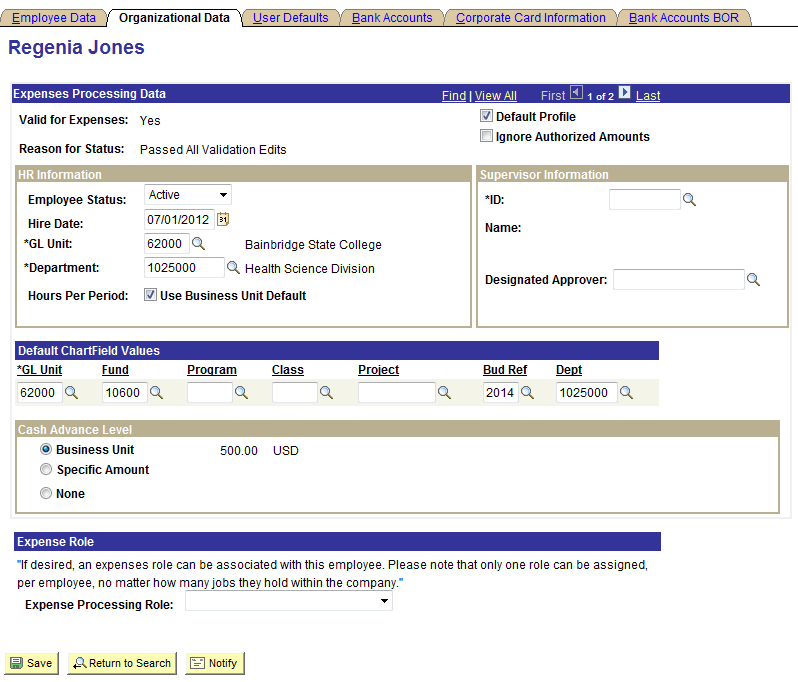 Employee Data Organizational Data User Defaults Bank Accounts Corporate Card Information Bank Accounts BOR
Regenia Jones
Expenses Processing Data Find | View All First 1 of 2 Last
Valid for Expenses: Yes Default Profile
Ignore Authorized Amounts
Reason for Status: Passed All Validation Edits
HR Information Supervisor Information
Employee Status: Active *ID:
Hire Date: 07/01/2012 31
Name:
*GL Unit: 62000 Bainbridge State College
*Department: 1025000 Health Science Division
Designated Approver:
Hours Per Period: Use Business Unit Default
Default ChartField Values
*GL Unit Fund Program Class Project Bud Ref Dept
62000 10600 2014 1025000
Cash Advance Level
Business Unit 500.00 USD
Specific Amount
None
Expense Role
"If desired, an expenses role can be associated with this employee. Please note that only one role can be assigned,
per employee, no matter how many jobs they hold within the company."
Expense Processing Role:
Save Return to Search Notify